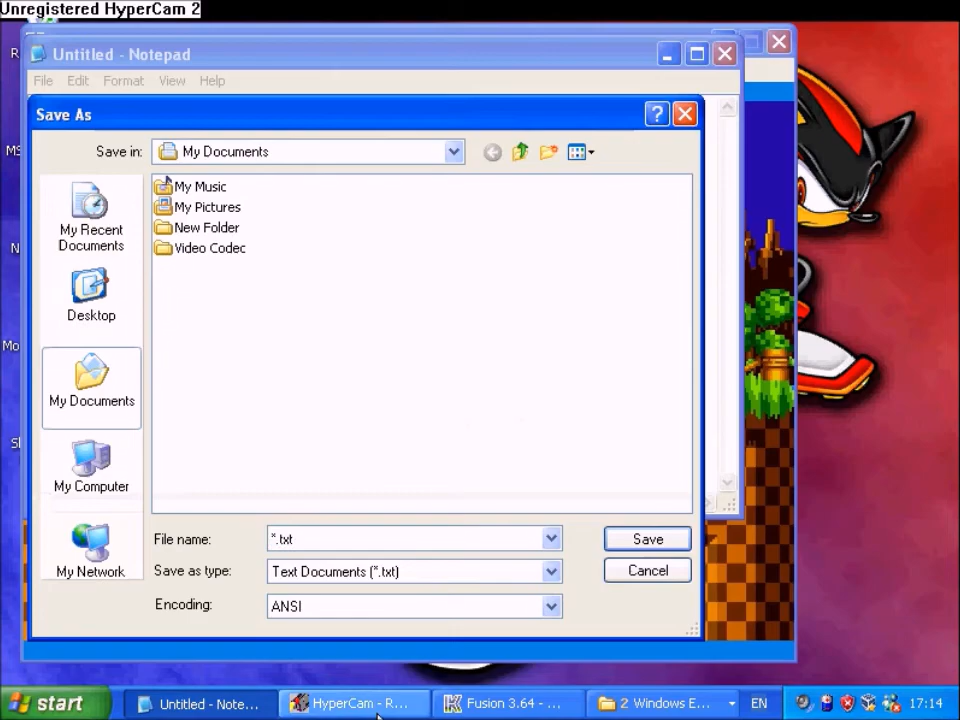 Unregistered HyperCam 2
Untitled - Notepad
File Edit Format View Help
Save As
Save in: My Documents
My Music
My Pictures
New Folder
Video Codec
My Recent
Documents
Desktop
My Documents
My Computer
My Network
File name: *.txt Save
Save as type: Text Documents (*.txt) Cancel
Encoding: ANSI
start Untitled - Note... HyperCam - R... Fusion 3.64 - ... 2 Windows E... EN 17:14